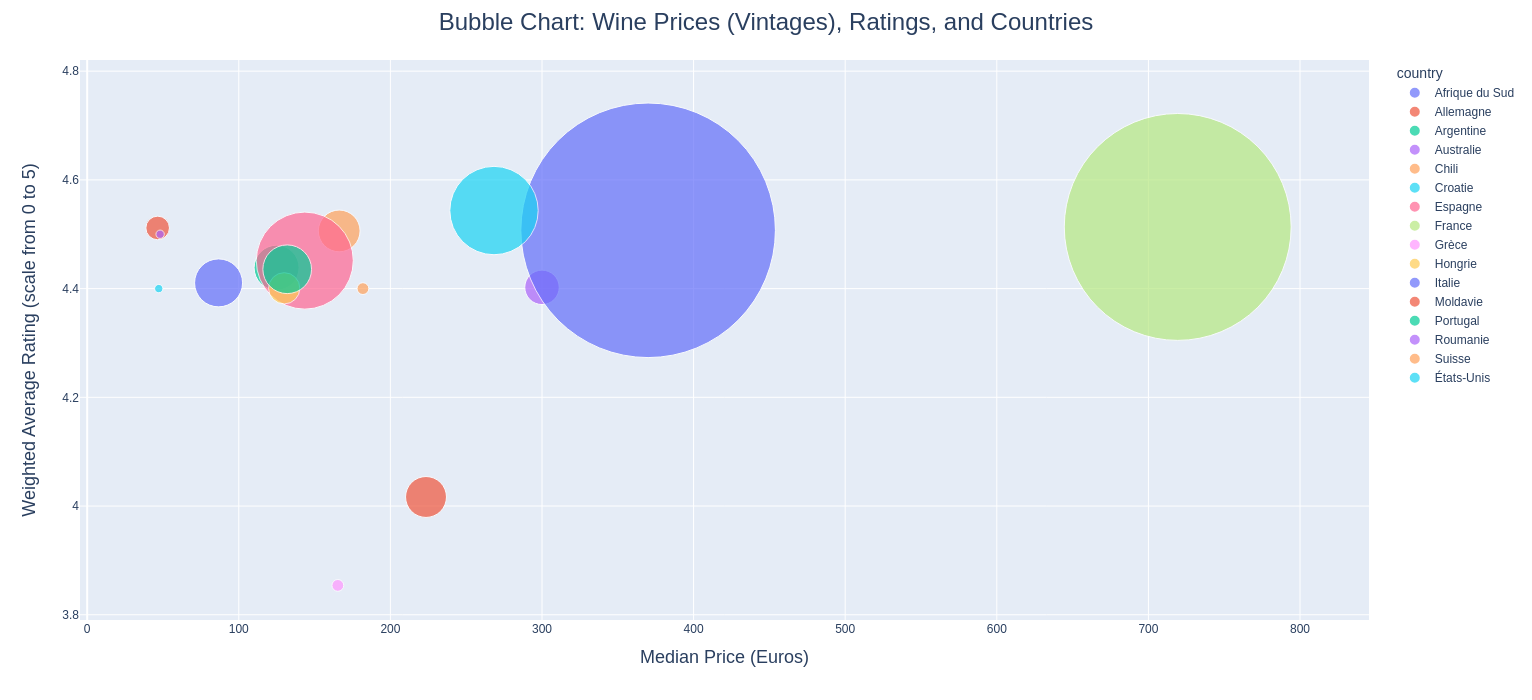 Bubble Chart: Wine Prices (Vintages), Ratings, and Countries
Weighted Average Rating (scale from 0 to 5)
4.8
4.6
4.4
4.2
4
3.8
0 100 200 300 400 500 600 700 800
Median Price (Euros)
country
Afrique du Sud
Allemagne
Argentine
Australie
Chili
Croatie
Espagne
France
Grèce
Hongrie
Italie
Moldavie
Portugal
Roumanie
Suisse
États-Unis